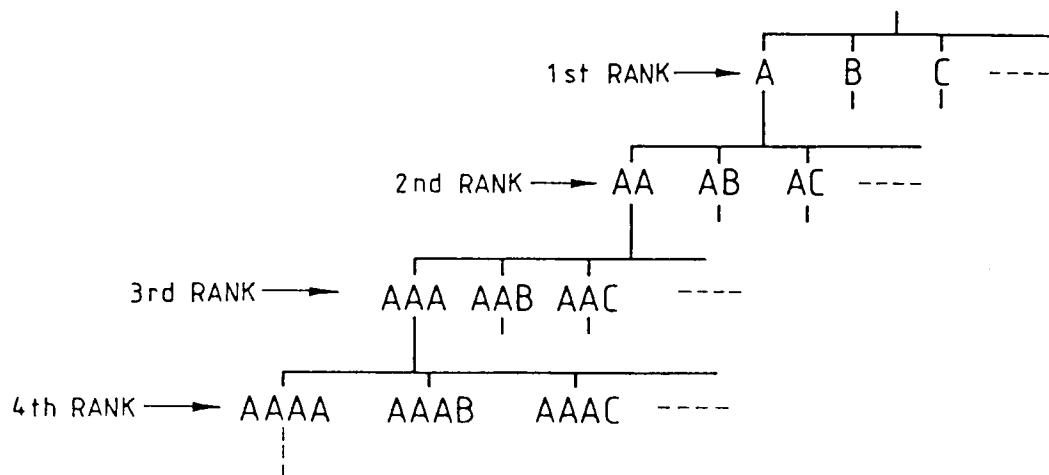 1st RANK A B C
2nd RANK AA AB AC
3rd RANK AAA AAB AAC
4th RANK AAAA AAAB AAAC